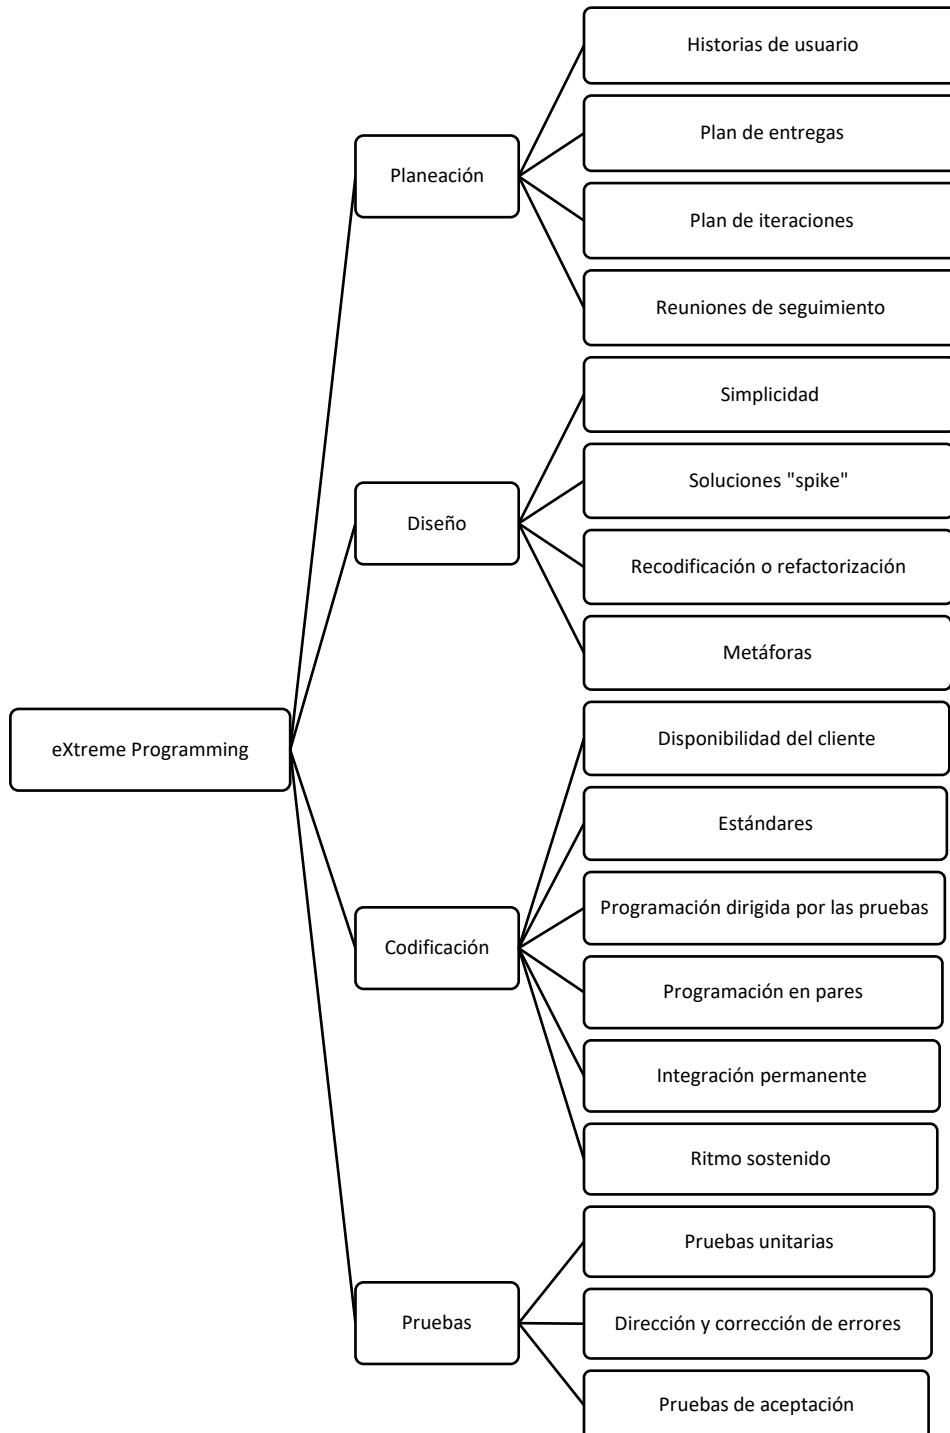 eXtreme Programming
Planeación
Historias de usuario
Plan de entregas
Plan de iteraciones
Reuniones de seguimiento
Diseño
Simplicidad
Soluciones "spike"
Recodificación o refactorización
Metáforas
Codificación
Disponibilidad del cliente
Estándares
Programación dirigida por las pruebas
Programación en pares
Integración permanente
Ritmo sostenido
Pruebas
Pruebas unitarias
Dirección y corrección de errores
Pruebas de aceptación